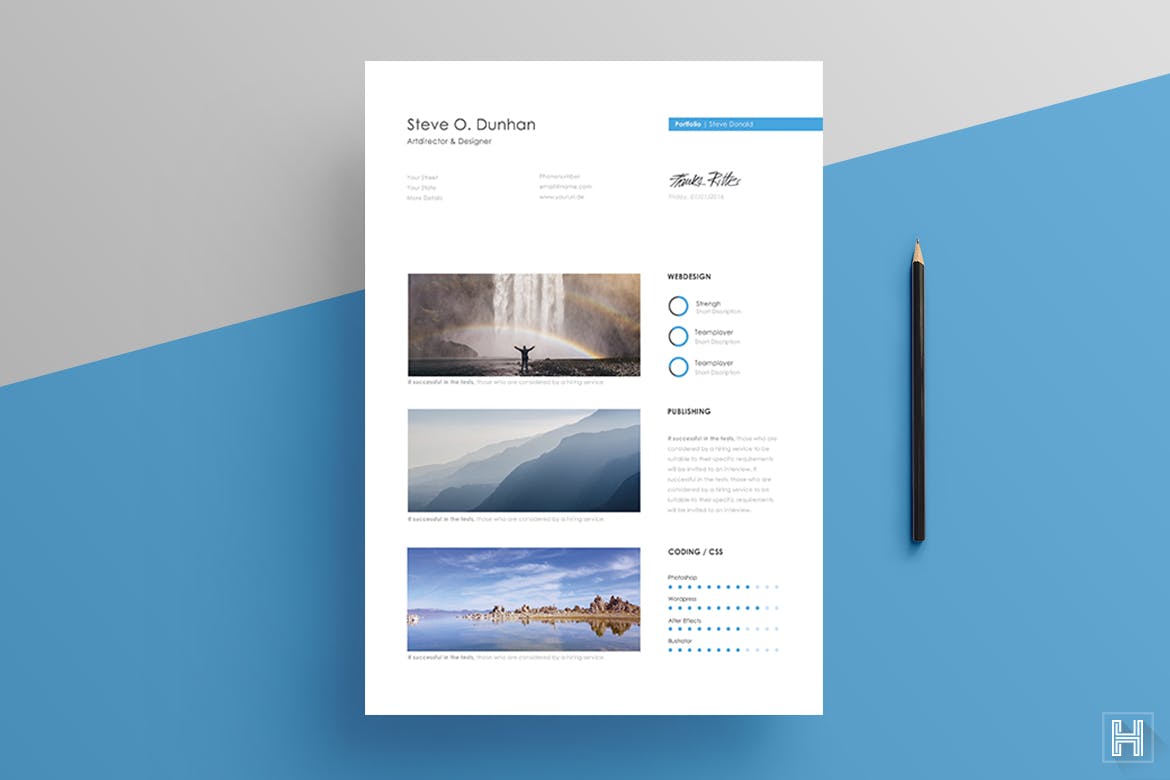 Steve O. Dunhan
Artdirector & Designer
Portfolio | Steve Donald
Your Street
Your State
More Details
Phonenumber
email@name.com
www.yoururl.de
Friday, 07/01/2016
If successful in the tests, those who are considered by a hiring service.
If successful in the tests, those who are considered by a hiring service.
If successful in the tests, those who are considered by a hiring service.
WEBDESIGN
Strengh
Short Discription
Teamplayer
Short Discription
Teamplayer
Short Discription
PUBLISHING
If successful in the tests, those who are
considered by a hiring service to be
suitable to their specific requirements
will be invited to an interview. If
successful in the tests, those who are
considered by a hiring service to be
suitable to their specific requirements
will be invited to an interview.
CODING / CSS
Photoshop
Wordpress
After Effects
Illustrator
H